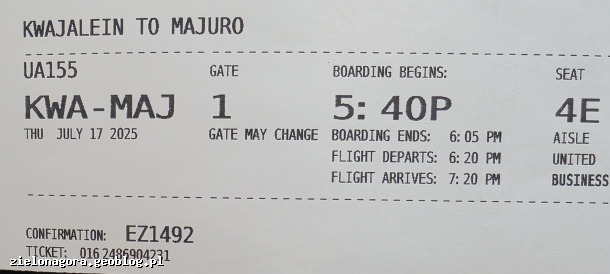 KWAJALEIN TO MAJURO
UA155 GATE BOARDING BEGINS: SEAT
KWA-MAJ 1 5: 40P 4E
THU JULY 17 2025 GATE MAY CHANGE BOARDING ENDS: 6: 05 PM AISLE
FLIGHT DEPARTS: 6: 20 PM UNITED
FLIGHT ARRIVES: 7: 20 PM BUSINESS
CONFIRMATION: EZ1492
TICKET: 016 2486904231
zielonagora.geoblog.pl